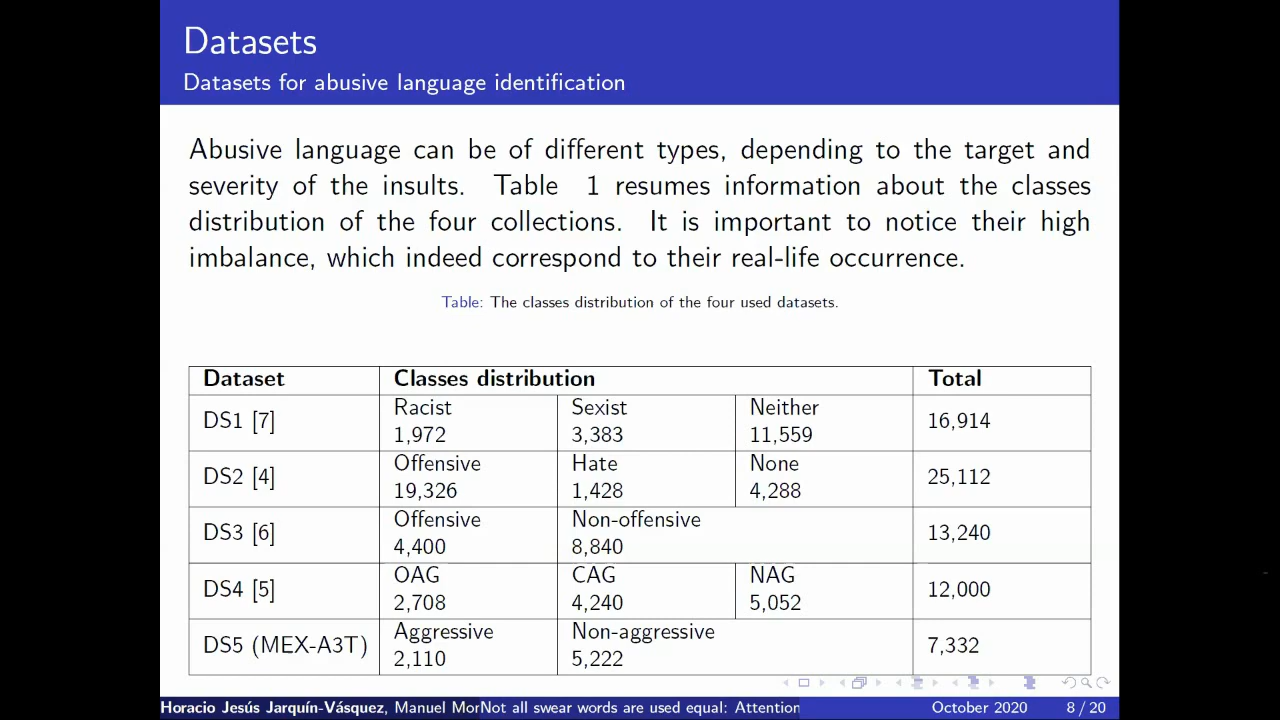 Datasets
Datasets for abusive language identification
Abusive language can be of different types, depending to the target and
severity of the insults. Table 1 resumes information about the classes
distribution of the four collections. It is important to notice their high
imbalance, which indeed correspond to their real-life occurrence.
Table: The classes distribution of the four used datasets.
Dataset Classes distribution Total
DS1 [7] Racist Sexist Neither 16,914
1,972 3,383 11,559
DS2 [4] Offensive Hate None 25,112
19,326 1,428 4,288
DS3 [6] Offensive Non-offensive 13,240
4,400 8,840
DS4 [5] OAG CAG NAG 12,000
2,708 4,240 5,052
DS5 (MEX-A3T) Aggressive Non-aggressive 7,332
2,110 5,222
Horacio Jesús Jarquín-Vásquez, Manuel MorNot all swear words are used equal: Attention October 2020 8 / 20